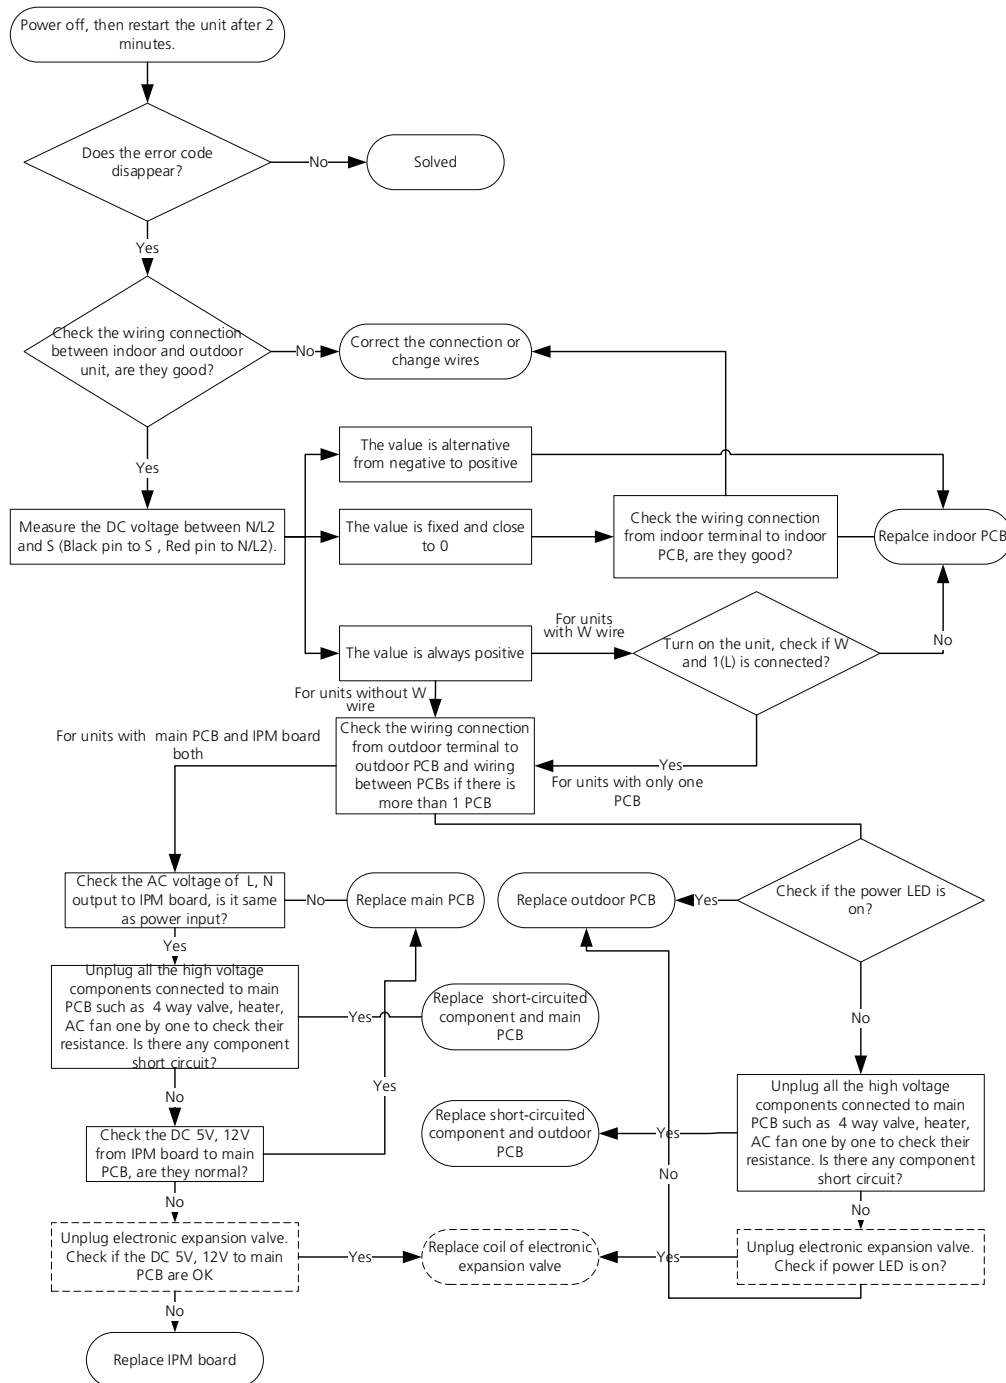 Power off, then restart the unit after 2
minutes.
Does the error code
disappear?
No
Solved
Yes
Check the wiring connection
between indoor and outdoor
unit, are they good?
No
Correct the connection or
change wires
Yes
The value is alternative
from negative to positive
Measure the DC voltage between N/L2
and S (Black pin to S , Red pin to N/L2).
The value is fixed and close
to 0
Check the wiring connection
from indoor terminal to indoor
PCB, are they good?
Repalce indoor PCB
The value is always positive
For units
with W wire
Turn on the unit, check if W
and 1(L) is connected?
No
For units without W
wire
For units with  main PCB and IPM board
both
Check the wiring connection
from outdoor terminal to
outdoor PCB and wiring
between PCBs if there is
more than 1 PCB
Yes
For units with only one
PCB
Check the AC voltage of  L, N
output to IPM board, is it same
as power input?
No
Replace main PCB
Replace outdoor PCB
Yes
Check if the power LED is
on?
Yes
Unplug all the high voltage
components connected to main
PCB such as  4 way valve, heater,
AC fan one by one to check their
resistance. Is there any component
short circuit?
Yes
Replace  short-circuited
component and main
PCB
No
Yes
No
Check the DC 5V, 12V
from IPM board to main
PCB, are they normal?
Replace short-circuited
component and outdoor
PCB
Yes
Unplug all the high voltage
components connected to main
PCB such as  4 way valve, heater,
AC fan one by one to check their
resistance. Is there any component
short circuit?
No
No
No
Unplug electronic expansion valve.
Check if the DC 5V, 12V to main
PCB are OK
Yes
Replace coil of electronic
expansion valve
Yes
Unplug electronic expansion valve.
Check if power LED is on?
No
Replace IPM board